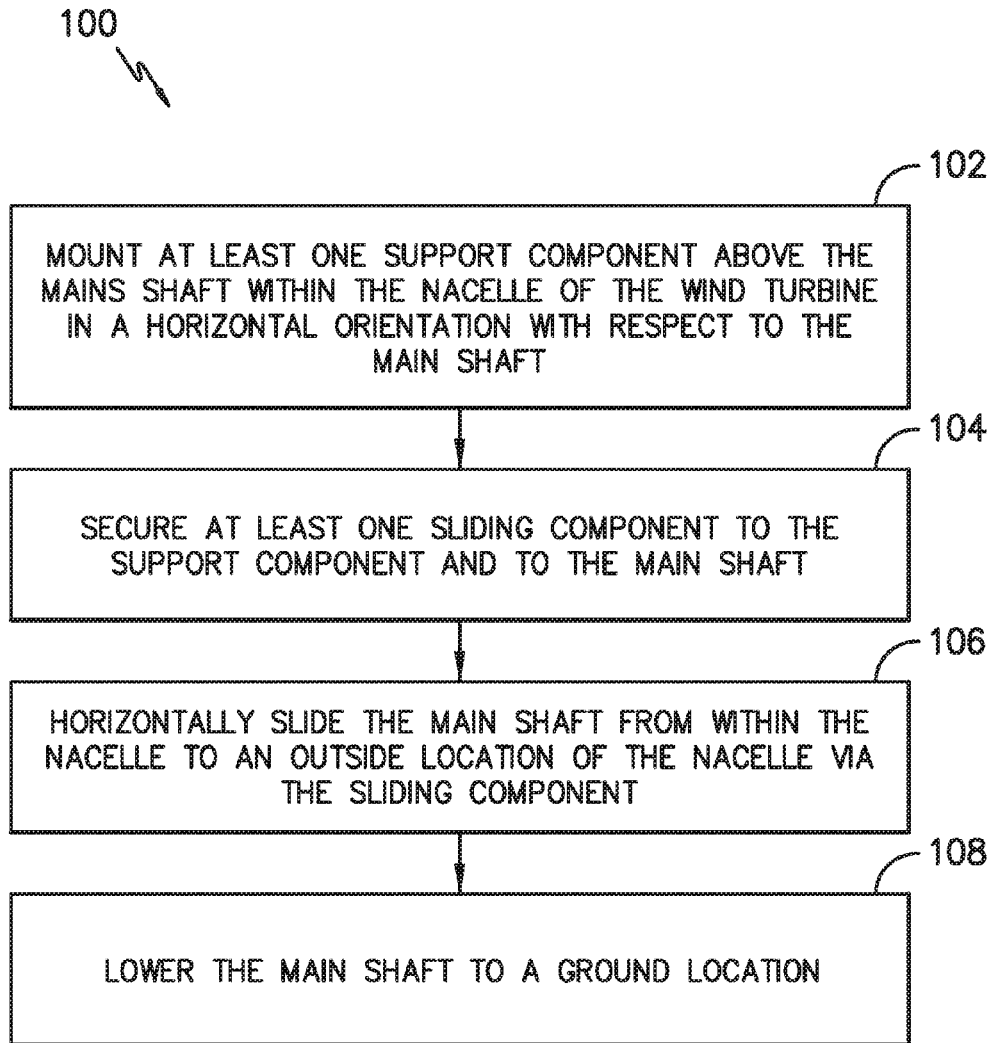 100
102
MOUNT AT LEAST ONE SUPPORT COMPONENT ABOVE THE
MAINS SHAFT WITHIN THE NACELLE OF THE WIND TURBINE
IN A HORIZONTAL ORIENTATION WITH RESPECT TO THE
MAIN SHAFT
104
SECURE AT LEAST ONE SLIDING COMPONENT TO THE
SUPPORT COMPONENT AND TO THE MAIN SHAFT
106
HORIZONTALLY SLIDE THE MAIN SHAFT FROM WITHIN THE
NACELLE TO AN OUTSIDE LOCATION OF THE NACELLE VIA
THE SLIDING COMPONENT
108
LOWER THE MAIN SHAFT TO A GROUND LOCATION